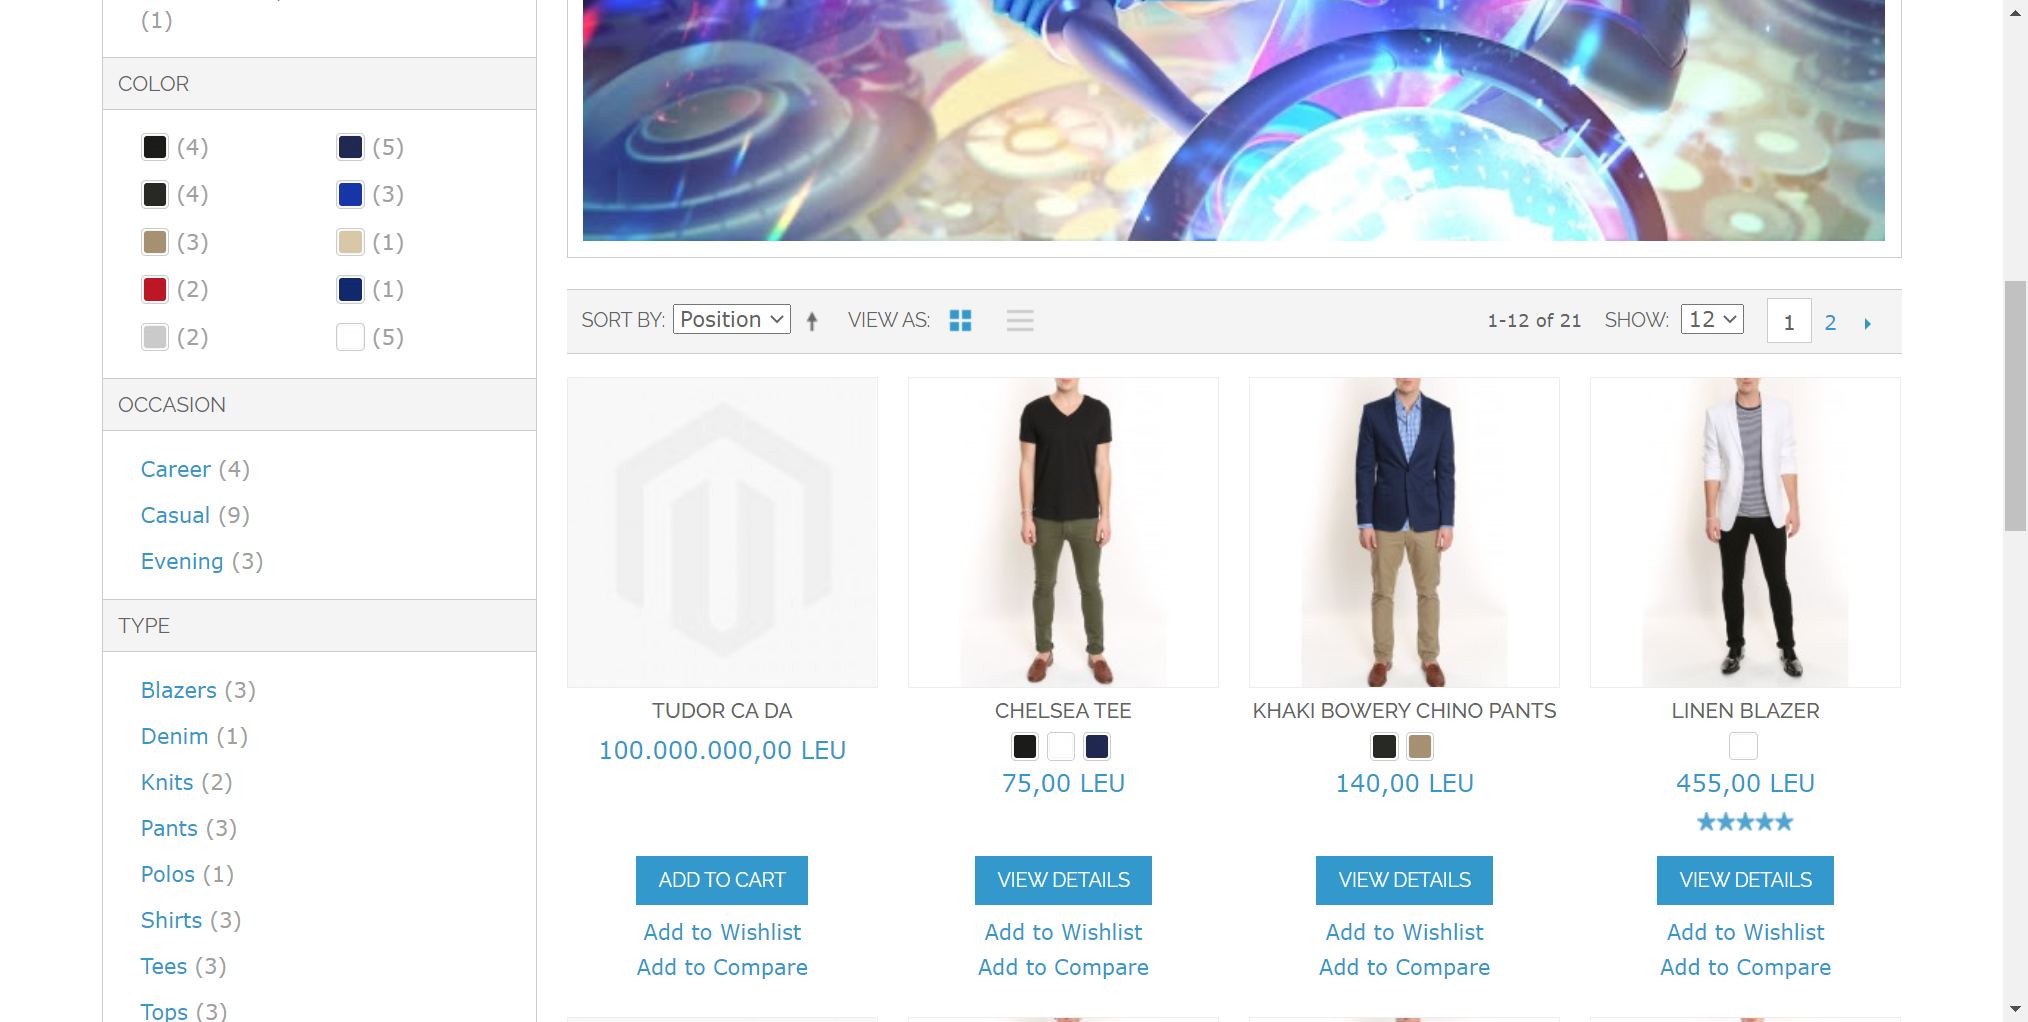 (1)
COLOR
(4) (5)
(4) (3)
(3) (1)
(2) (1)
(2) (5)
OCCASION
Career (4)
Casual (9)
Evening (3)
TYPE
Blazers (3)
Denim (1)
Knits (2)
Pants (3)
Polos (1)
Shirts (3)
Tees (3)
Tops (3)
SORT BY: Position VIEW AS: 1-12 of 21 SHOW: 12 1 2
TUDOR CA DA
100.000.000,00 LEU
ADD TO CART
Add to Wishlist
Add to Compare
CHELSEA TEE
75,00 LEU
VIEW DETAILS
Add to Wishlist
Add to Compare
KHAKI BOWERY CHINO PANTS
140,00 LEU
VIEW DETAILS
Add to Wishlist
Add to Compare
LINEN BLAZER
455,00 LEU
VIEW DETAILS
Add to Wishlist
Add to Compare